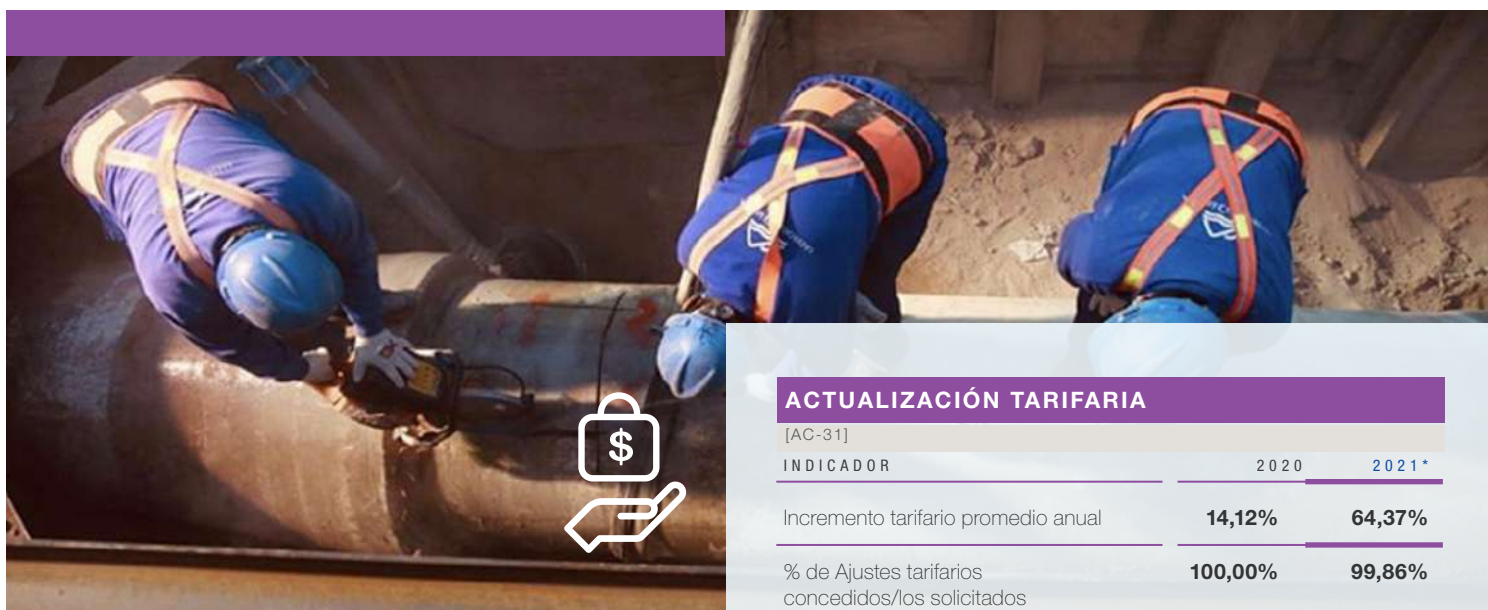 $
ACTUALIZACIÓN TARIFARIA
[AC-31]
INDICADOR 2020 2021*
Incremento tarifario promedio anual 14,12% 64,37%
% de Ajustes tarifarios 100,00% 99,86%
concedidos/los solicitados